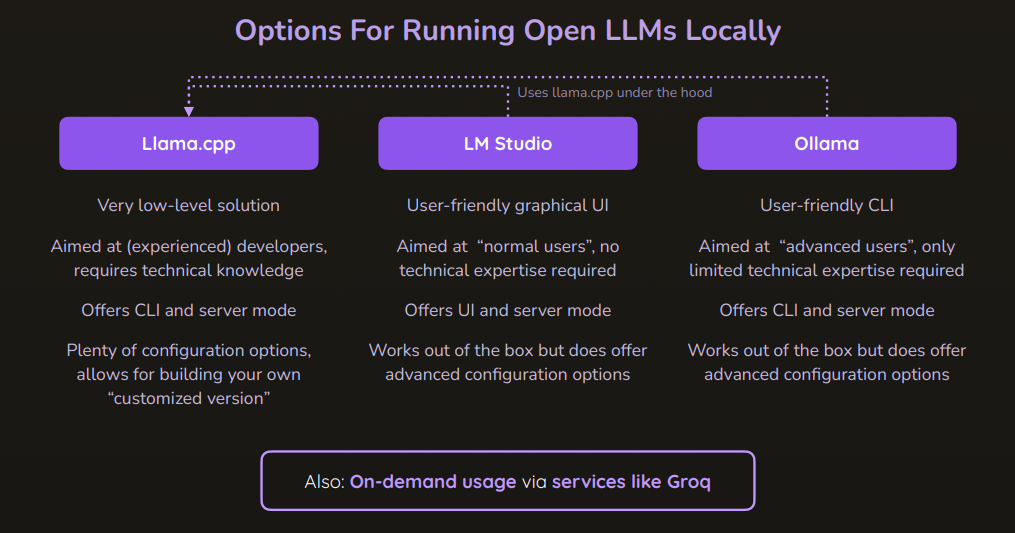 Options For Running Open LLMs Locally
Uses llama.cpp under the hood
Llama.cpp
Very low-level solution
Aimed at (experienced) developers,
requires technical knowledge
Offers CLI and server mode
Plenty of configuration options,
allows for building your own
“customized version”
LM Studio
User-friendly graphical UI
Aimed at “normal users”, no
technical expertise required
Offers UI and server mode
Works out of the box but does offer
advanced configuration options
Ollama
User-friendly CLI
Aimed at “advanced users”, only
limited technical expertise required
Offers CLI and server mode
Works out of the box but does offer
advanced configuration options
Also: On-demand usage via services like Groq